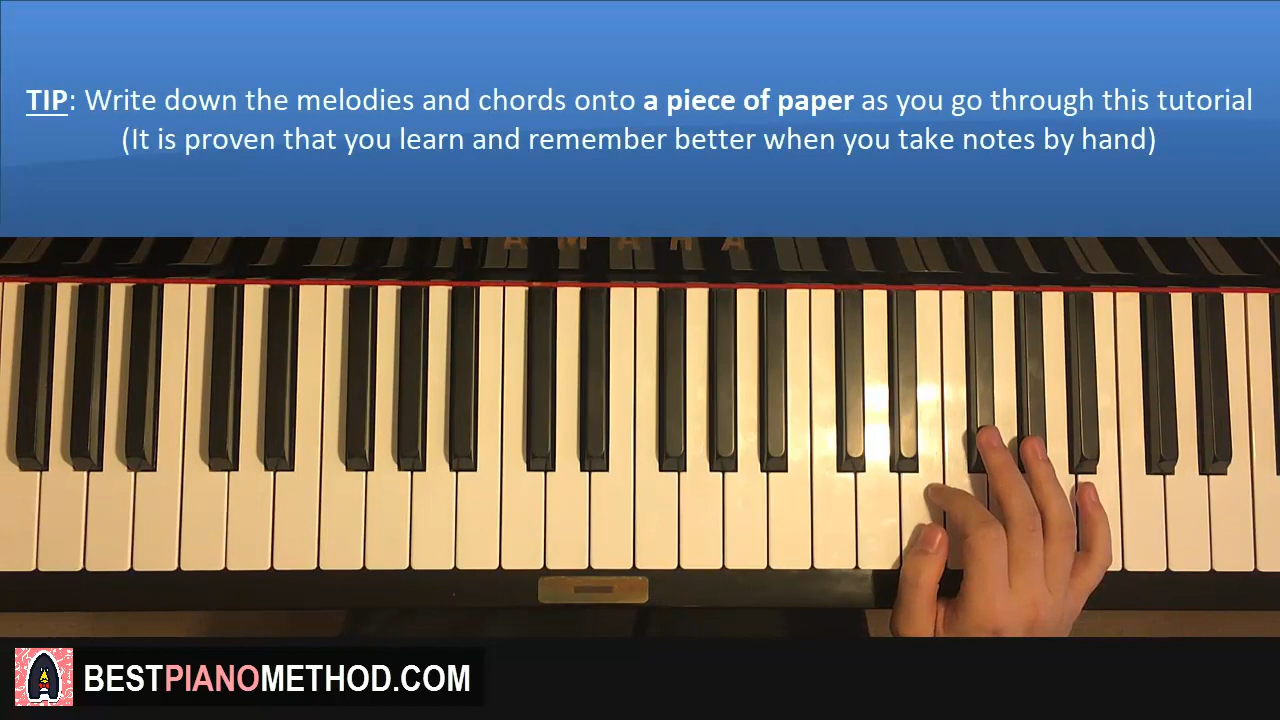 TIP: Write down the melodies and chords onto a piece of paper as you go through this tutorial
(It is proven that you learn and remember better when you take notes by hand)
YAMAHA
BESTPIANOMETHOD.COM